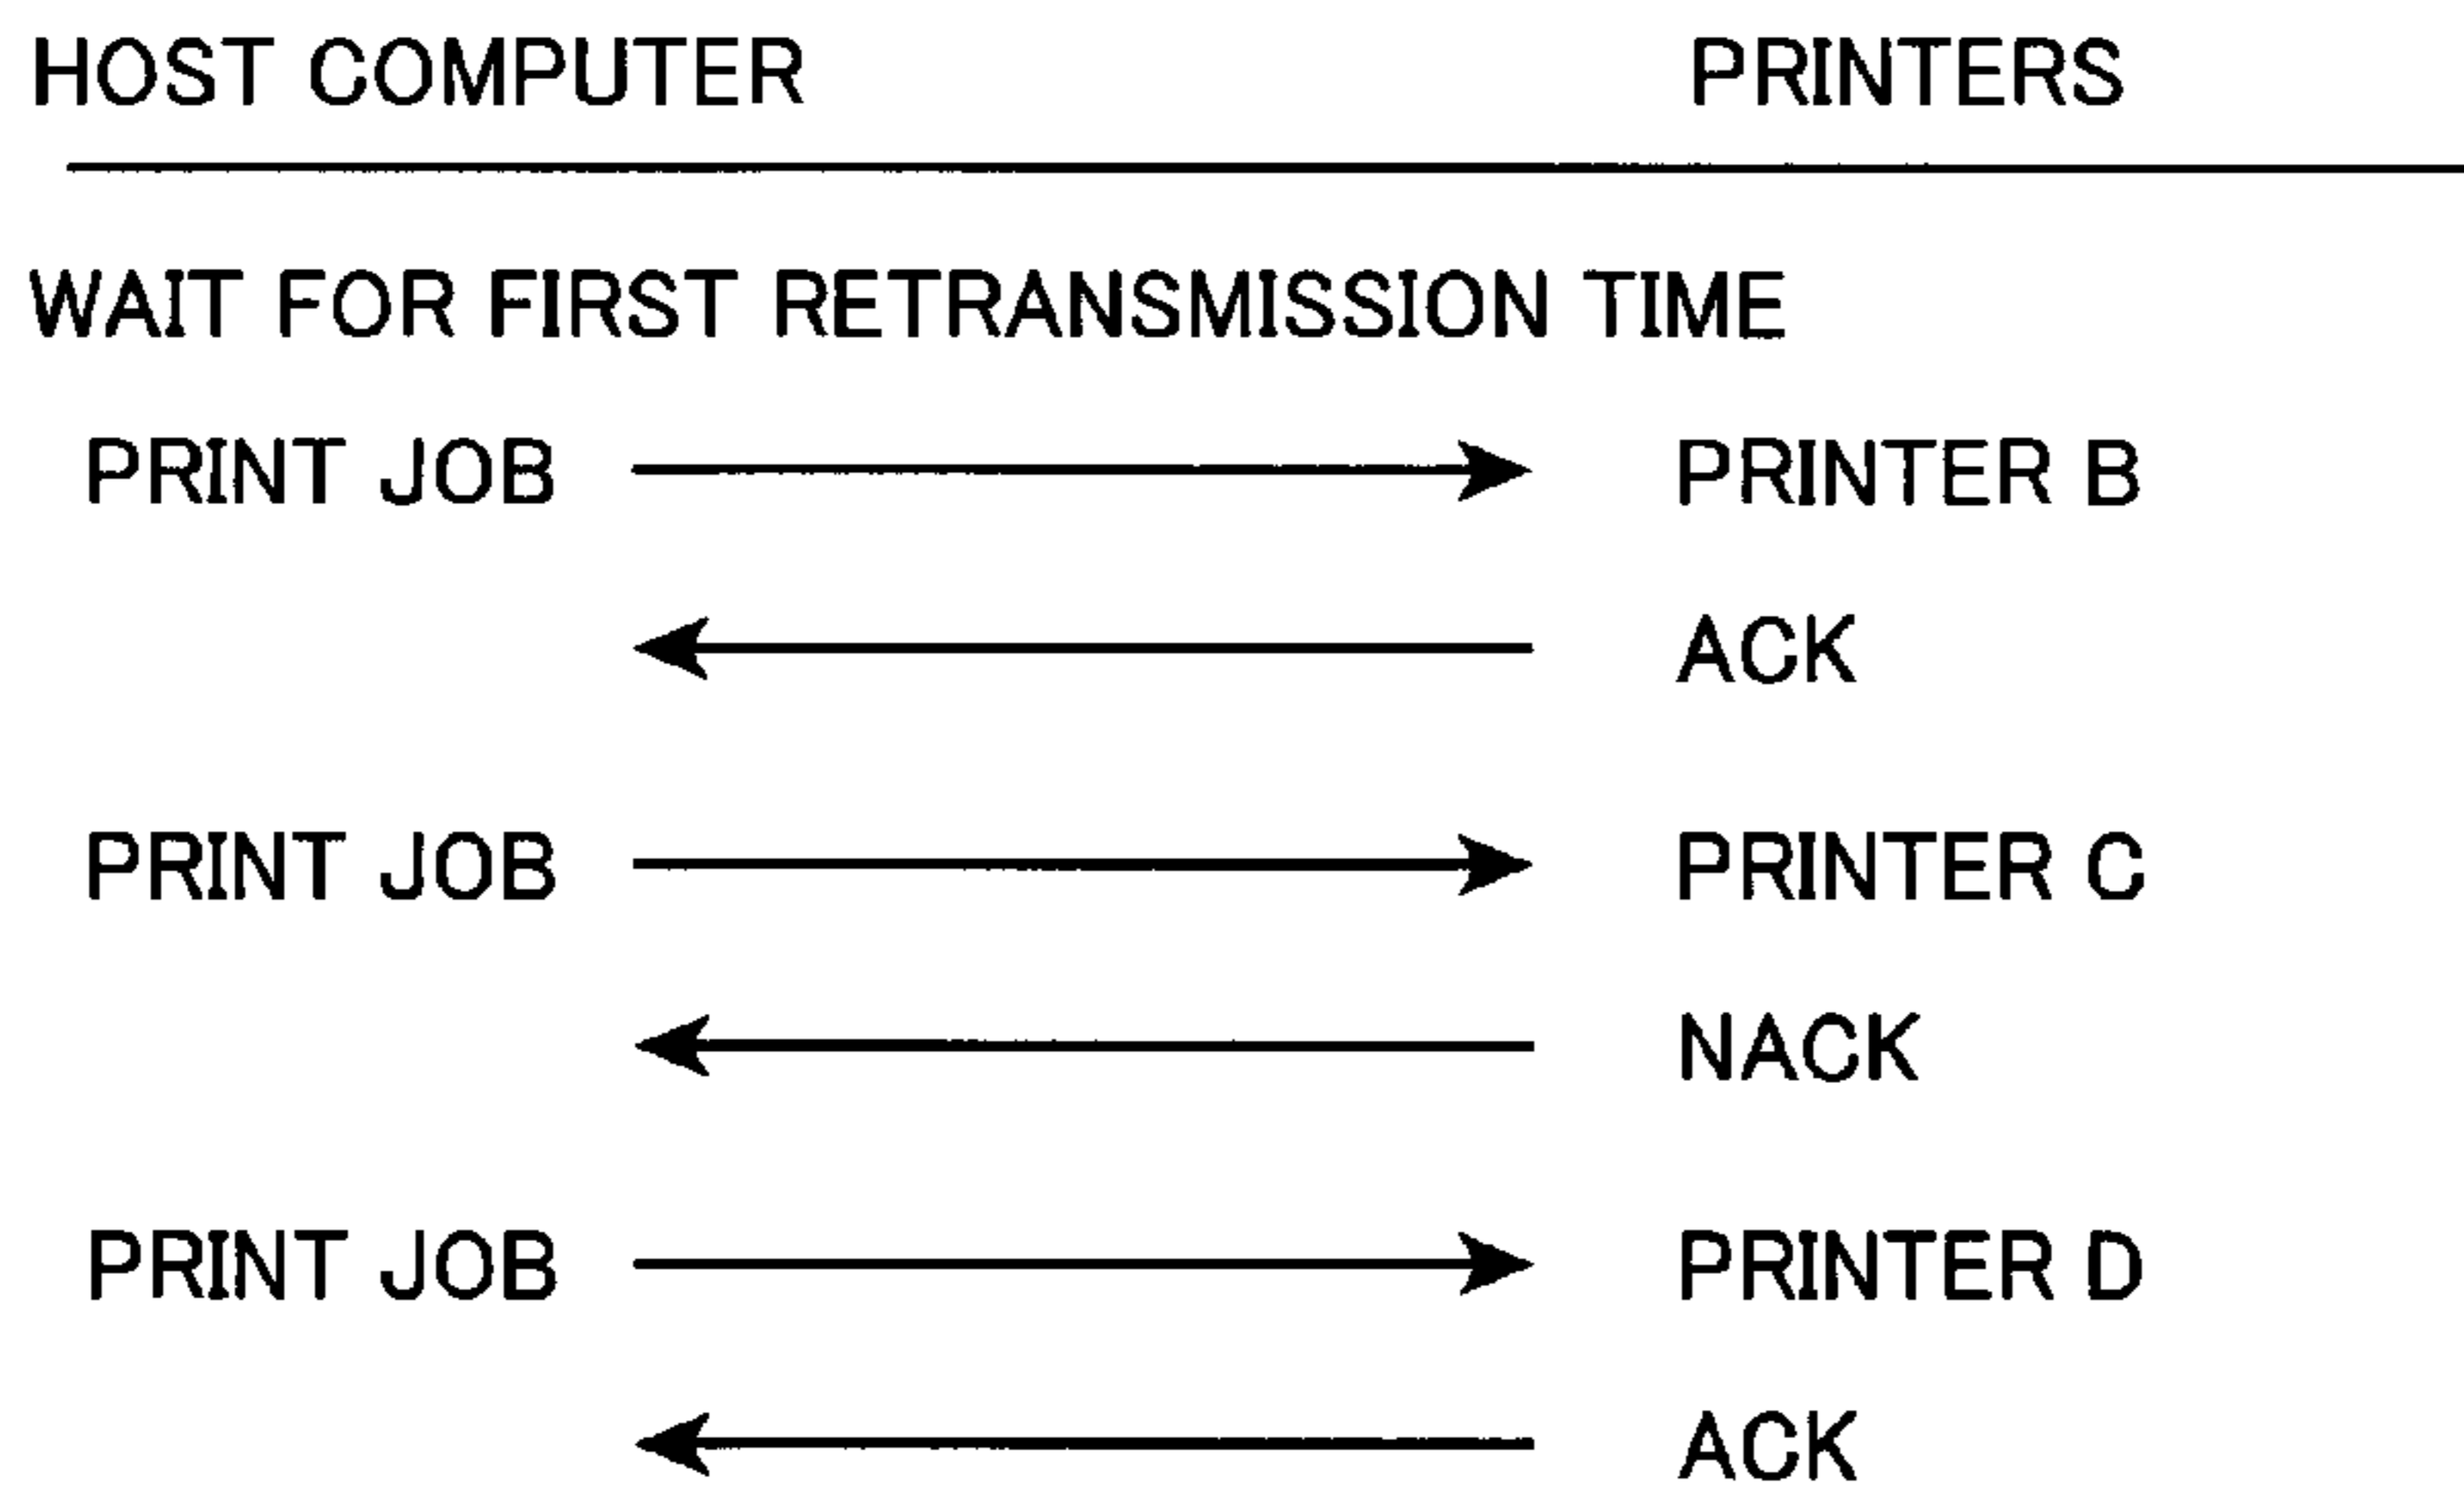 HOST COMPUTER PRINTERS
WAIT FOR FIRST RETRANSMISSION TIME
PRINT JOB PRINTER B
ACK
PRINT JOB PRINTER C
NACK
PRINT JOB PRINTER D
ACK